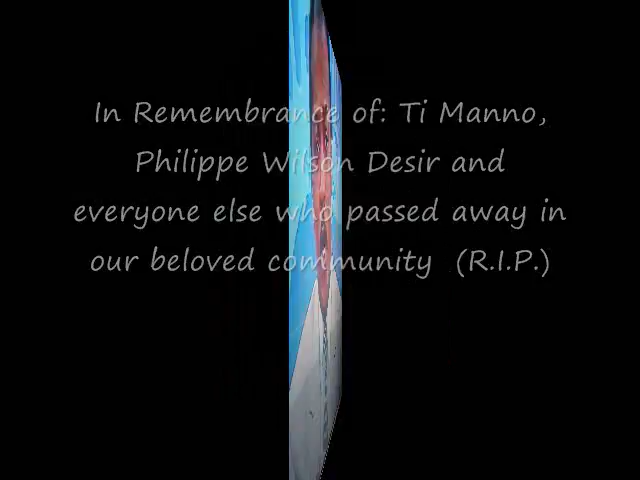 In Remembrance of: Ti Manno,
Philippe Wilson Desir and
everyone else who passed away in
our beloved community (R.I.P.)